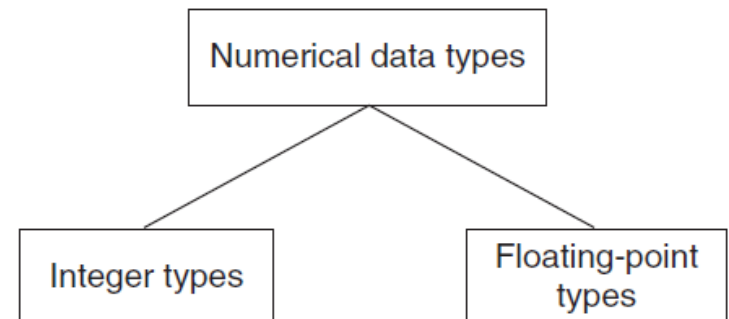 Numerical data types
Integer types
Floating-point
types